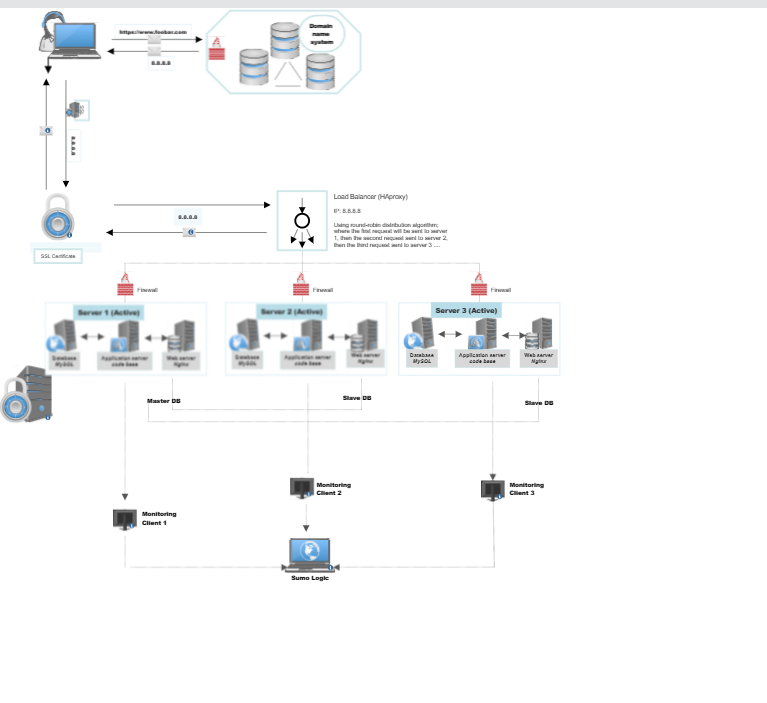 https://www.foobar.com
Domain
name
system
8.8.8.8
8.8.8.8
SSL Certificate
Load Balancer (HAproxy)
IP: 8.8.8.8
Using round-robin distribution algorithm;
where the first request will be sent to server
1, then the second request sent to server 2,
then the third request sent to server 3 ....
Firewall
Firewall
Firewall
Server 1 (Active)
Database
MySQL
Application server
code base
Web server
Nginx
Server 2 (Active)
Database
MySQL
Application server
code base
Web server
Nginx
Server 3 (Active)
Database
MySQL
Application server
code base
Web server
Nginx
Master DB
Slave DB
Slave DB
Monitoring
Client 1
Monitoring
Client 2
Monitoring
Client 3
Sumo Logic